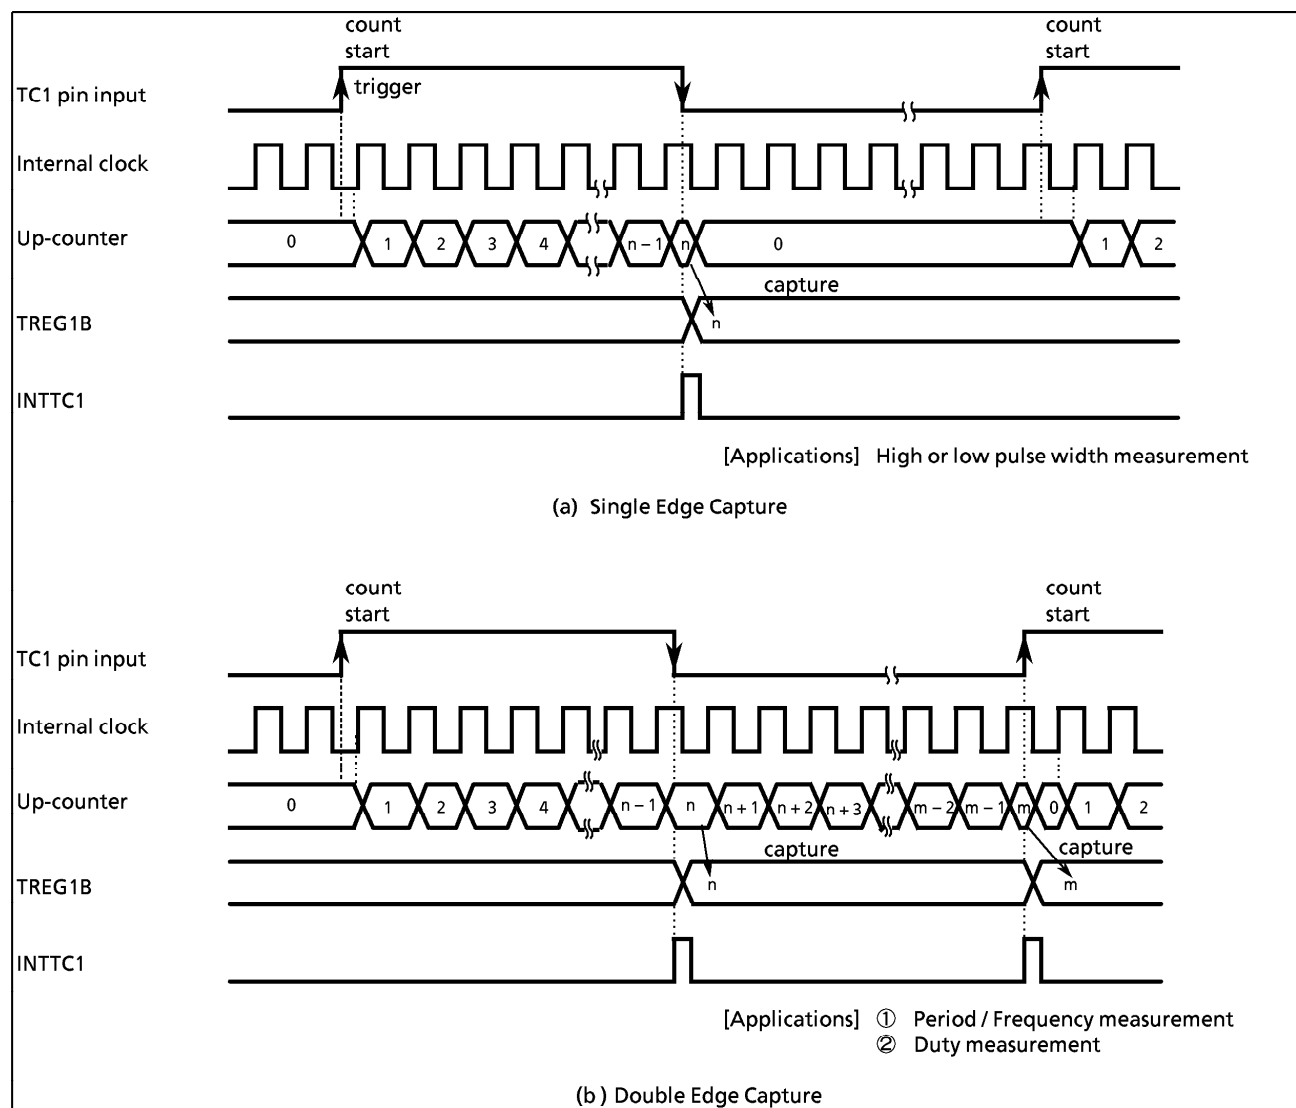 count
start
TC1 pin input
trigger
count
start
Internal clock
Up-counter
0 1 2 3 4 n – 1 n 0 1 2
capture
TREG1B
n
INTTC1
[Applications] High or low pulse width measurement
(a) Single Edge Capture
count
start
count
start
TC1 pin input
Internal clock
Up-counter
0 1 2 3 4 n – 1 n n + 1 n + 2 n + 3 m – 2 m – 1 m 0 1 2
capture capture
TREG1B
n m
INTTC1
[Applications] ① Period / Frequency measurement
② Duty measurement
(b) Double Edge Capture